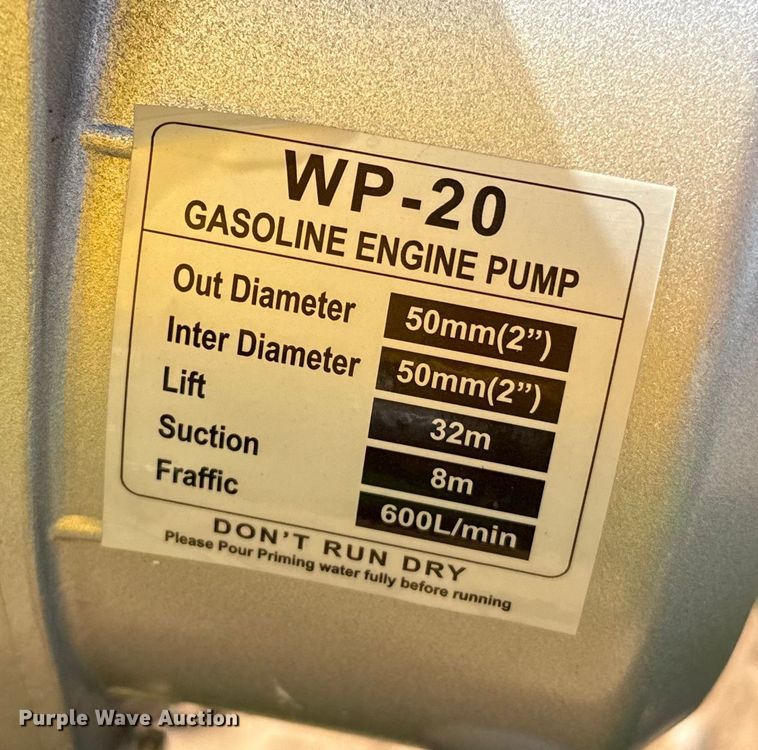 WP-20
GASOLINE ENGINE PUMP
Out Diameter 50mm(2”)
Inter Diameter 50mm(2”)
Lift 32m
Suction 8m
Fraffic 600L/min
DON’T RUN DRY
Please Pour Priming water fully before running
Purple Wave Auction